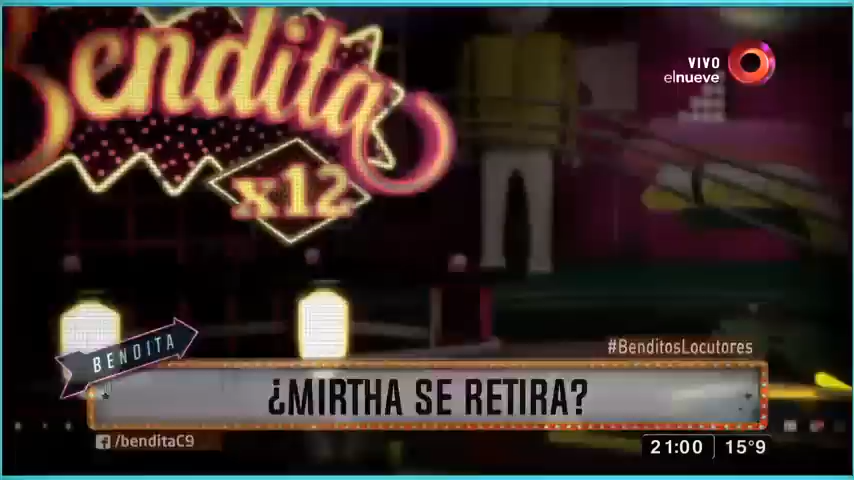 Bendita
x12
VIVO
elnueve
#BenditosLocutores
BENDITA
¿MIRTHA SE RETIRA?
/benditaC9
21:00 15°9